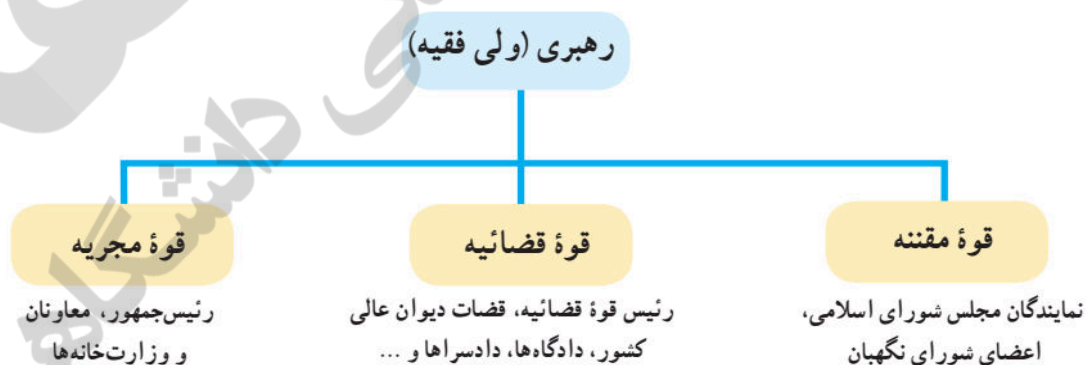 رهبری (ولی فقیه)
قوهٔ مقننه
نمایندگان مجلس شورای اسلامی،
اعضای شورای نگهبان
قوهٔ قضائیه
رئیس قوهٔ قضائیه، قضات دیوان عالی
کشور، دادگاه‌ها، دادسراها و ...
قوهٔ مجریه
رئیس‌جمهور، معاونان
و وزارت‌خانه‌ها